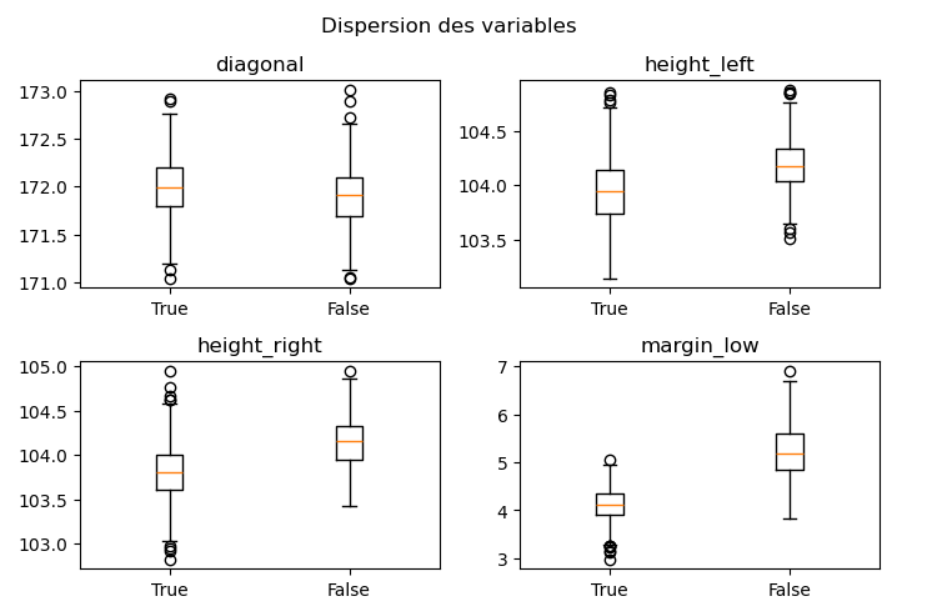 Dispersion des variables
diagonal
173.0
172.5
172.0
171.5
171.0
True False
height_left
104.5
104.0
103.5
True False
height_right
105.0
104.5
104.0
103.5
103.0
True False
margin_low
7
6
5
4
3
True False